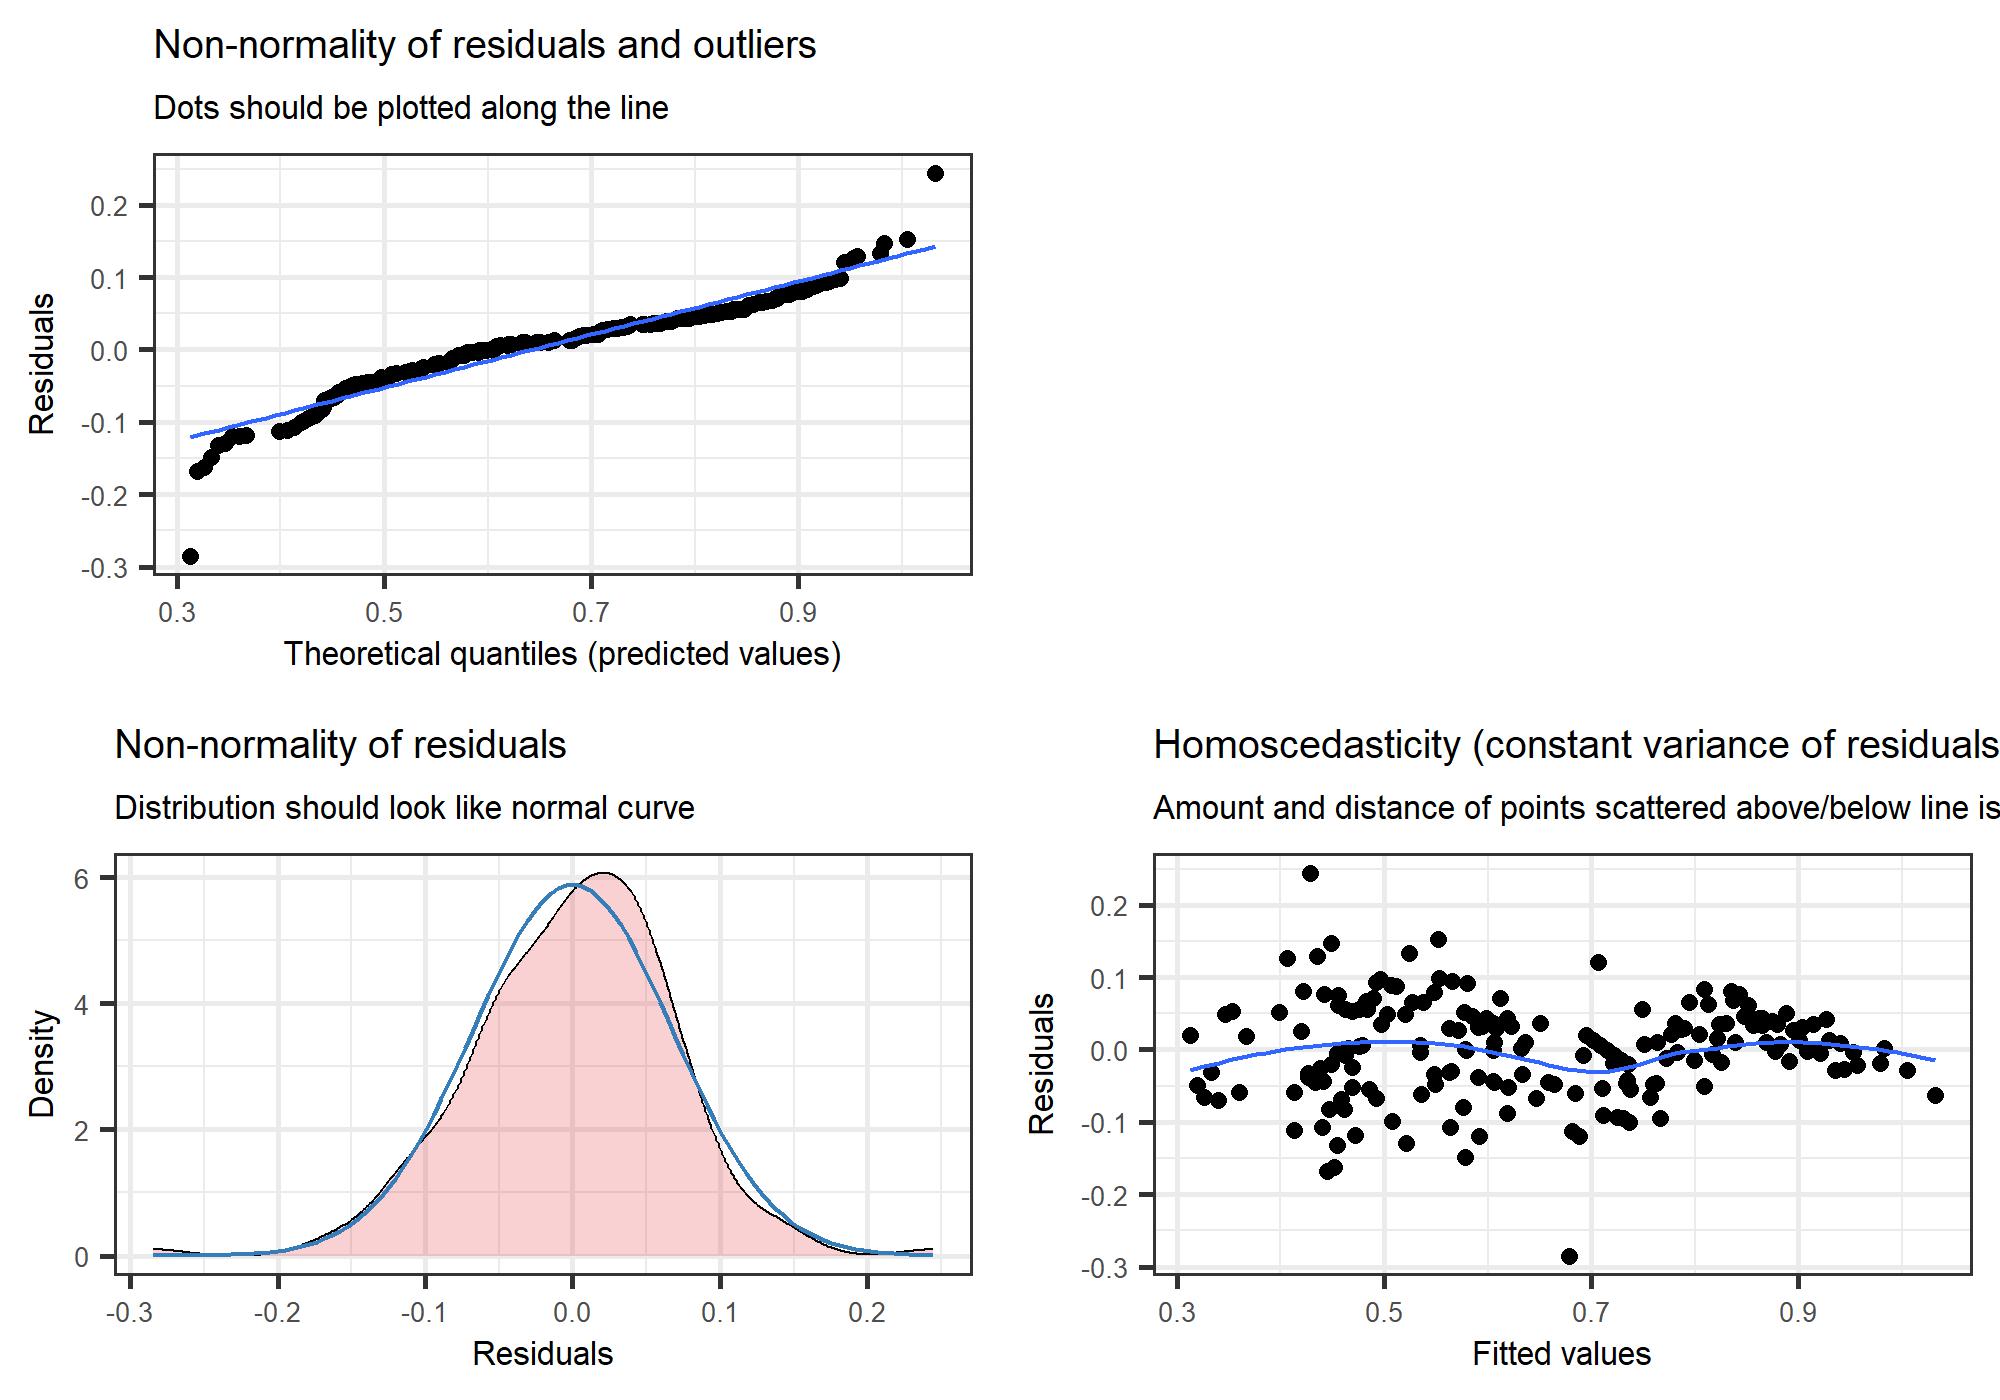 Non-normality of residuals and outliers
Dots should be plotted along the line
Residuals
0.2
0.1
0.0
-0.1
-0.2
-0.3
0.3 0.5 0.7 0.9
Theoretical quantiles (predicted values)
Non-normality of residuals
Distribution should look like normal curve
Density
6
4
2
0
-0.3 -0.2 -0.1 0.0 0.1 0.2
Residuals
Homoscedasticity (constant variance of residuals
Amount and distance of points scattered above/below line is
Residuals
0.2
0.1
0.0
-0.1
-0.2
-0.3
0.3 0.5 0.7 0.9
Fitted values